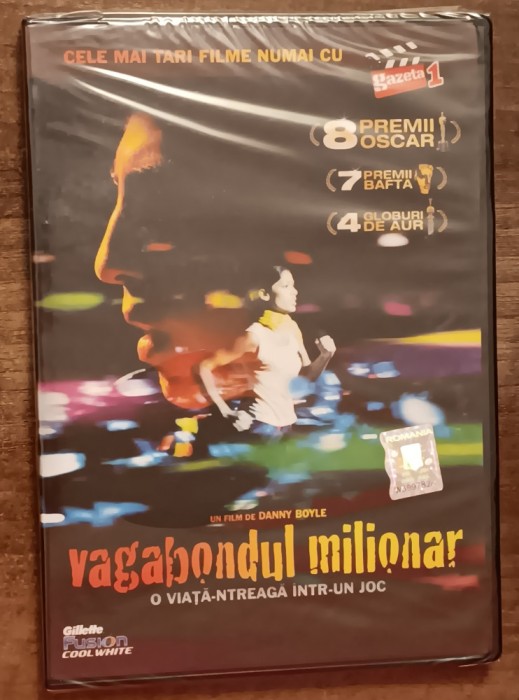 CELE MAI TARI FILME NUMAI CU
gazeta 1
8 PREMII OSCAR
7 PREMII BAFTA
4 GLOBURI DE AUR
ROMANIA
UN FILM DE DANNY BOYLE
vagabondul milionar
O VIAȚĂ-NTREAGĂ ÎNTR-UN JOC
Gillette
FUSION
COOL WHITE